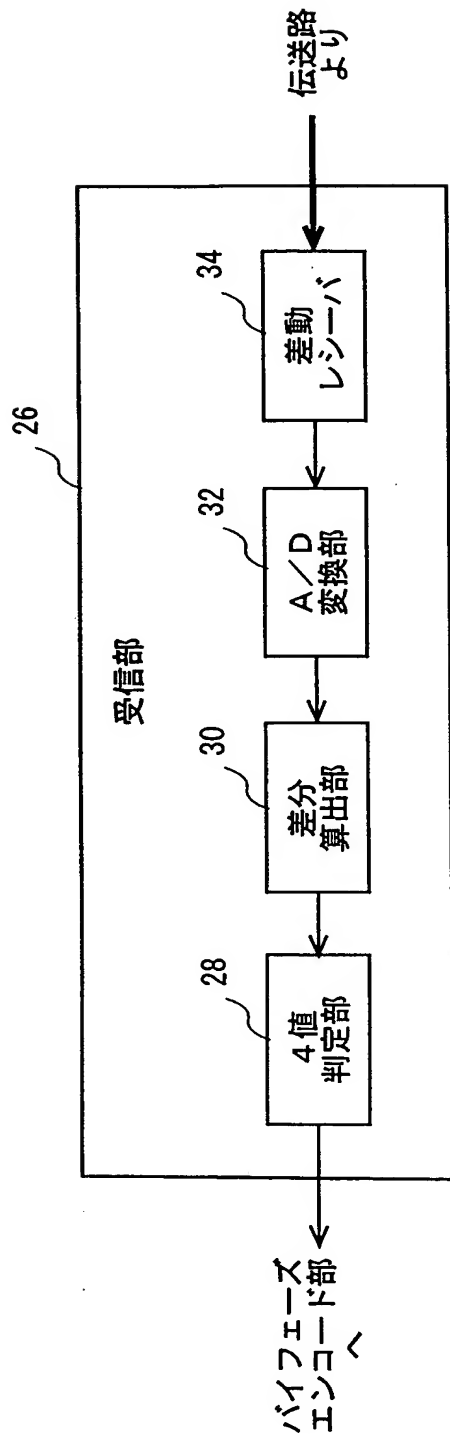 26
受信部
バイフェーズ
エンコード部
へ
28
4値
判定部
30
差分
算出部
32
A/D
変換部
34
差動
レシーバ
伝送路
より